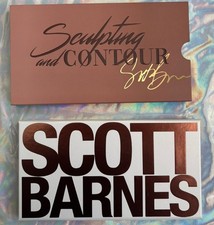 Sculpting
and CONTOUR
SCOTT
BARNES